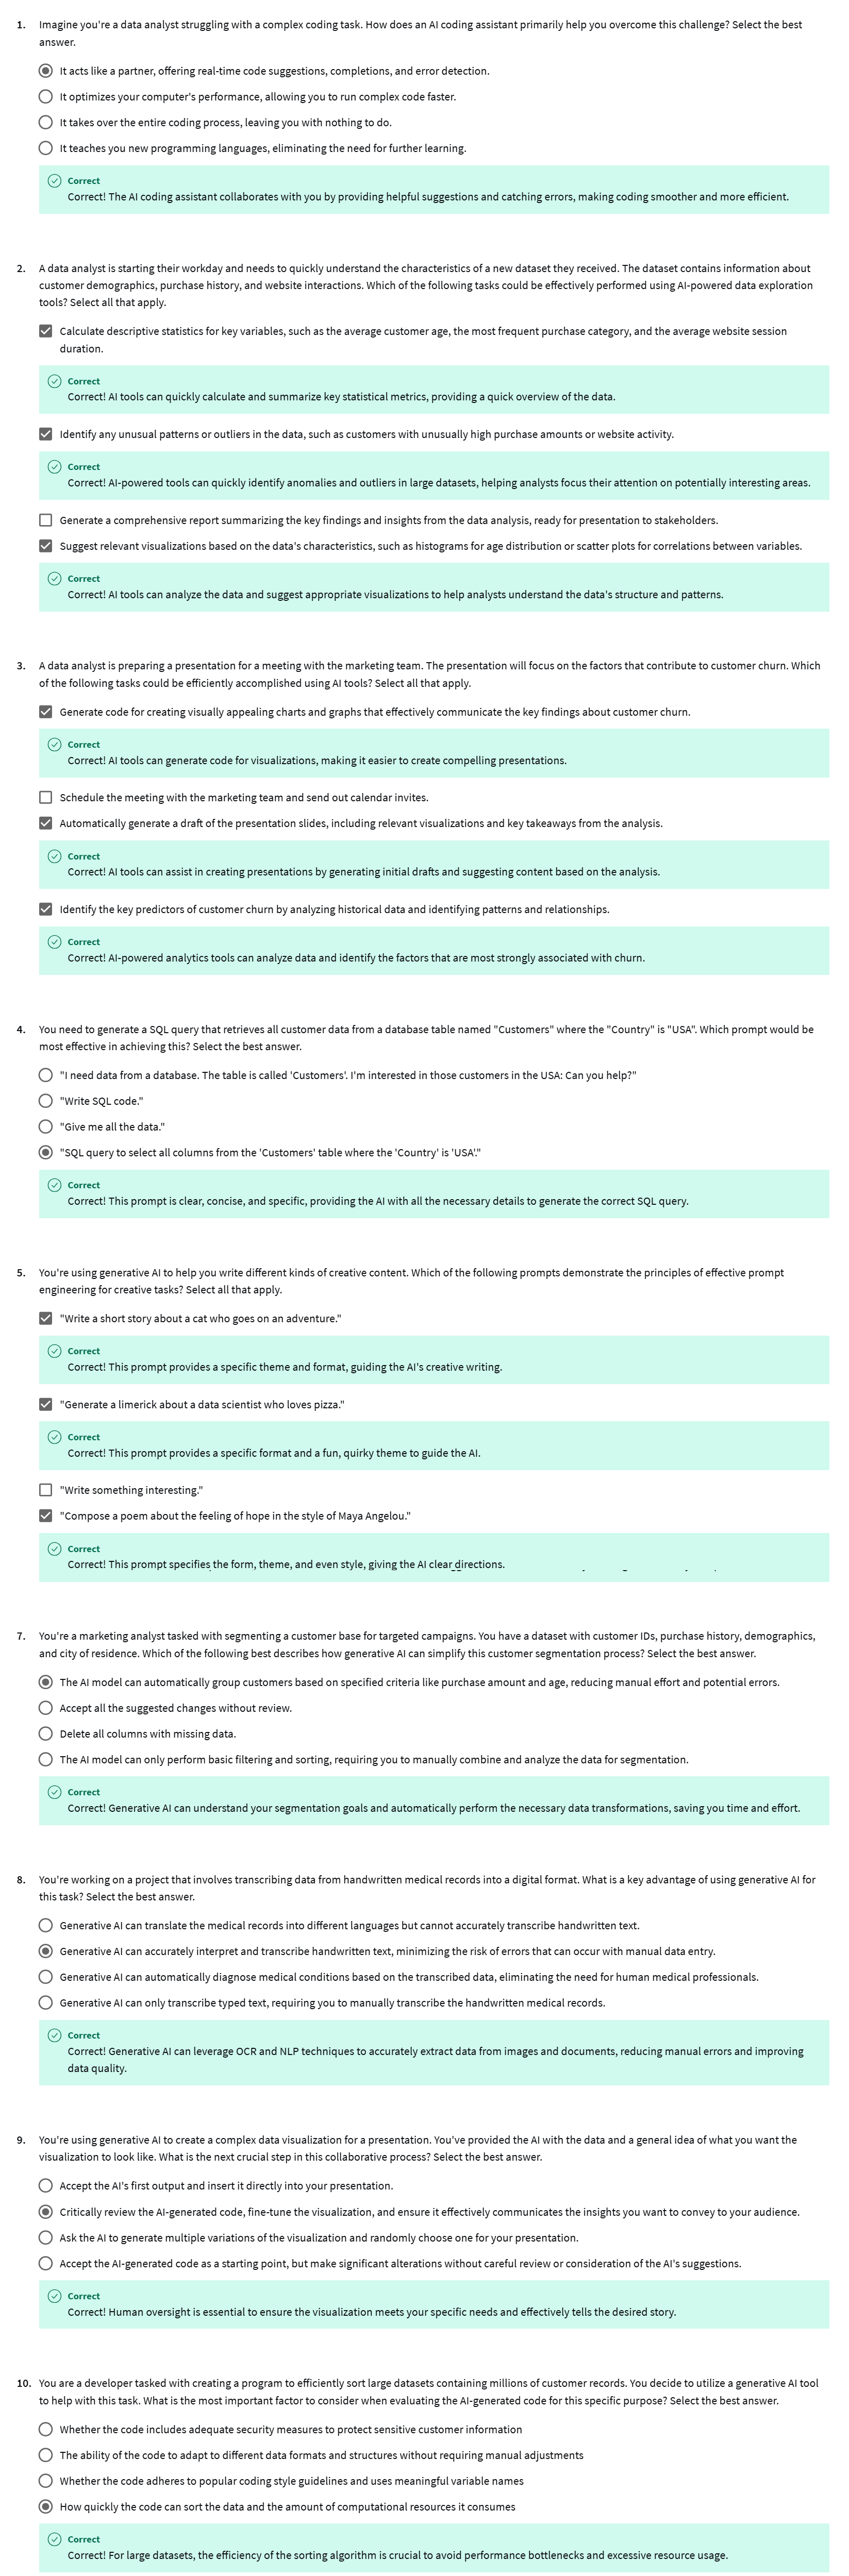 1. Imagine you're a data analyst struggling with a complex coding task. How does an AI coding assistant primarily help you overcome this challenge? Select the best
answer.
It acts like a partner, offering real-time code suggestions, completions, and error detection.
It optimizes your computer's performance, allowing you to run complex code faster.
It takes over the entire coding process, leaving you with nothing to do.
It teaches you new programming languages, eliminating the need for further learning.
Correct
Correct! The AI coding assistant collaborates with you by providing helpful suggestions and catching errors, making coding smoother and more efficient.
2. A data analyst is starting their workday and needs to quickly understand the characteristics of a new dataset they received. The dataset contains information about
customer demographics, purchase history, and website interactions. Which of the following tasks could be effectively performed using AI-powered data exploration
tools? Select all that apply.
Calculate descriptive statistics for key variables, such as the average customer age, the most frequent purchase category, and the average website session
duration.
Correct
Correct! AI tools can quickly calculate and summarize key statistical metrics, providing a quick overview of the data.
Identify any unusual patterns or outliers in the data, such as customers with unusually high purchase amounts or website activity.
Correct
Correct! AI-powered tools can quickly identify anomalies and outliers in large datasets, helping analysts focus their attention on potentially interesting areas.
Generate a comprehensive report summarizing the key findings and insights from the data analysis, ready for presentation to stakeholders.
Suggest relevant visualizations based on the data's characteristics, such as histograms for age distribution or scatter plots for correlations between variables.
Correct
Correct! AI tools can analyze the data and suggest appropriate visualizations to help analysts understand the data's structure and patterns.
3. A data analyst is preparing a presentation for a meeting with the marketing team. The presentation will focus on the factors that contribute to customer churn. Which
of the following tasks could be efficiently accomplished using AI tools? Select all that apply.
Generate code for creating visually appealing charts and graphs that effectively communicate the key findings about customer churn.
Correct
Correct! AI tools can generate code for visualizations, making it easier to create compelling presentations.
Schedule the meeting with the marketing team and send out calendar invites.
Automatically generate a draft of the presentation slides, including relevant visualizations and key takeaways from the analysis.
Correct
Correct! AI tools can assist in creating presentations by generating initial drafts and suggesting content based on the analysis.
Identify the key predictors of customer churn by analyzing historical data and identifying patterns and relationships.
Correct
Correct! AI-powered analytics tools can analyze data and identify the factors that are most strongly associated with churn.
4. You need to generate a SQL query that retrieves all customer data from a database table named "Customers" where the "Country" is "USA". Which prompt would be
most effective in achieving this? Select the best answer.
"I need data from a database. The table is called 'Customers'. I'm interested in those customers in the USA: Can you help?"
"Write SQL code."
"Give me all the data."
"SQL query to select all columns from the 'Customers' table where the 'Country' is 'USA'."
Correct
Correct! This prompt is clear, concise, and specific, providing the AI with all the necessary details to generate the correct SQL query.
5. You're using generative AI to help you write different kinds of creative content. Which of the following prompts demonstrate the principles of effective prompt
engineering for creative tasks? Select all that apply.
"Write a short story about a cat who goes on an adventure."
Correct
Correct! This prompt provides a specific theme and format, guiding the AI's creative writing.
"Generate a limerick about a data scientist who loves pizza."
Correct
Correct! This prompt provides a specific format and a fun, quirky theme to guide the AI.
"Write something interesting."
"Compose a poem about the feeling of hope in the style of Maya Angelou."
Correct
Correct! This prompt specifies the form, theme, and even style, giving the AI clear directions.
7. You're a marketing analyst tasked with segmenting a customer base for targeted campaigns. You have a dataset with customer IDs, purchase history, demographics,
and city of residence. Which of the following best describes how generative AI can simplify this customer segmentation process? Select the best answer.
The AI model can automatically group customers based on specified criteria like purchase amount and age, reducing manual effort and potential errors.
Accept all the suggested changes without review.
Delete all columns with missing data.
The AI model can only perform basic filtering and sorting, requiring you to manually combine and analyze the data for segmentation.
Correct
Correct! Generative AI can understand your segmentation goals and automatically perform the necessary data transformations, saving you time and effort.
8. You're working on a project that involves transcribing data from handwritten medical records into a digital format. What is a key advantage of using generative AI for
this task? Select the best answer.
Generative AI can translate the medical records into different languages but cannot accurately transcribe handwritten text.
Generative AI can accurately interpret and transcribe handwritten text, minimizing the risk of errors that can occur with manual data entry.
Generative AI can automatically diagnose medical conditions based on the transcribed data, eliminating the need for human medical professionals.
Generative AI can only transcribe typed text, requiring you to manually transcribe the handwritten medical records.
Correct
Correct! Generative AI can leverage OCR and NLP techniques to accurately extract data from images and documents, reducing manual errors and improving
data quality.
9. You're using generative AI to create a complex data visualization for a presentation. You've provided the AI with the data and a general idea of what you want the
visualization to look like. What is the next crucial step in this collaborative process? Select the best answer.
Accept the AI's first output and insert it directly into your presentation.
Critically review the AI-generated code, fine-tune the visualization, and ensure it effectively communicates the insights you want to convey to your audience.
Ask the AI to generate multiple variations of the visualization and randomly choose one for your presentation.
Accept the AI-generated code as a starting point, but make significant alterations without careful review or consideration of the AI's suggestions.
Correct
Correct! Human oversight is essential to ensure the visualization meets your specific needs and effectively tells the desired story.
10. You are a developer tasked with creating a program to efficiently sort large datasets containing millions of customer records. You decide to utilize a generative AI tool
to help with this task. What is the most important factor to consider when evaluating the AI-generated code for this specific purpose? Select the best answer.
Whether the code includes adequate security measures to protect sensitive customer information
The ability of the code to adapt to different data formats and structures without requiring manual adjustments
Whether the code adheres to popular coding style guidelines and uses meaningful variable names
How quickly the code can sort the data and the amount of computational resources it consumes
Correct
Correct! For large datasets, the efficiency of the sorting algorithm is crucial to avoid performance bottlenecks and excessive resource usage.